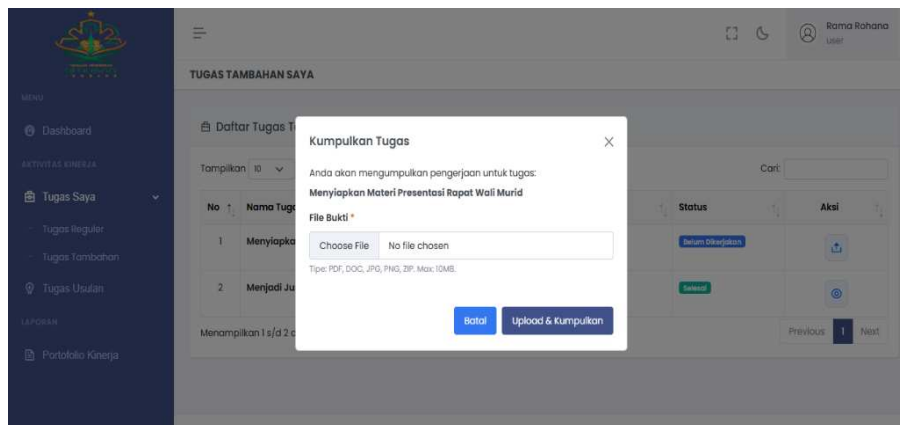 Rama Rohana
user
TUGAS TAMBAHAN SAYA
MENU
Dashboard
AKTIVITAS KINERJA
Tugas Saya
Tugas Reguler
Tugas Tambahan
Tugas Usulan
LAPORAN
Portofolio Kinerja
Daftar Tugas T
Tampilkan 10
Cari:
No Nama Tuga Status Aksi
1 Menyiapka Belum Dikerjakan
2 Menjadi Ju Selesai
Menampilkan 1 s/d 2 d
Previous 1 Next
Kumpulkan Tugas
Anda akan mengumpulkan pengerjaan untuk tugas:
Menyiapkan Materi Presentasi Rapat Wali Murid
File Bukti *
Choose File No file chosen
Tipe: PDF, DOC, JPG, PNG, ZIP. Max: 10MB.
Batal Upload & Kumpulkan